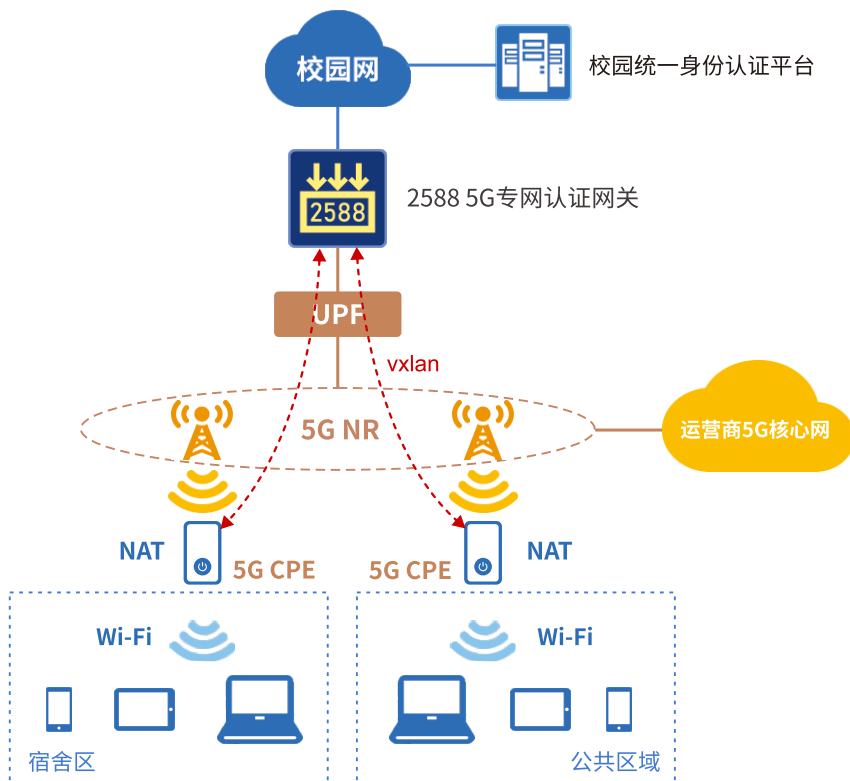 校园网
校园统一身份认证平台
2588
2588 5G专网认证网关
UPF
vxlan
5G NR
运营商5G核心网
NAT
5G CPE
5G CPE
NAT
Wi-Fi
Wi-Fi
宿舍区
公共区域